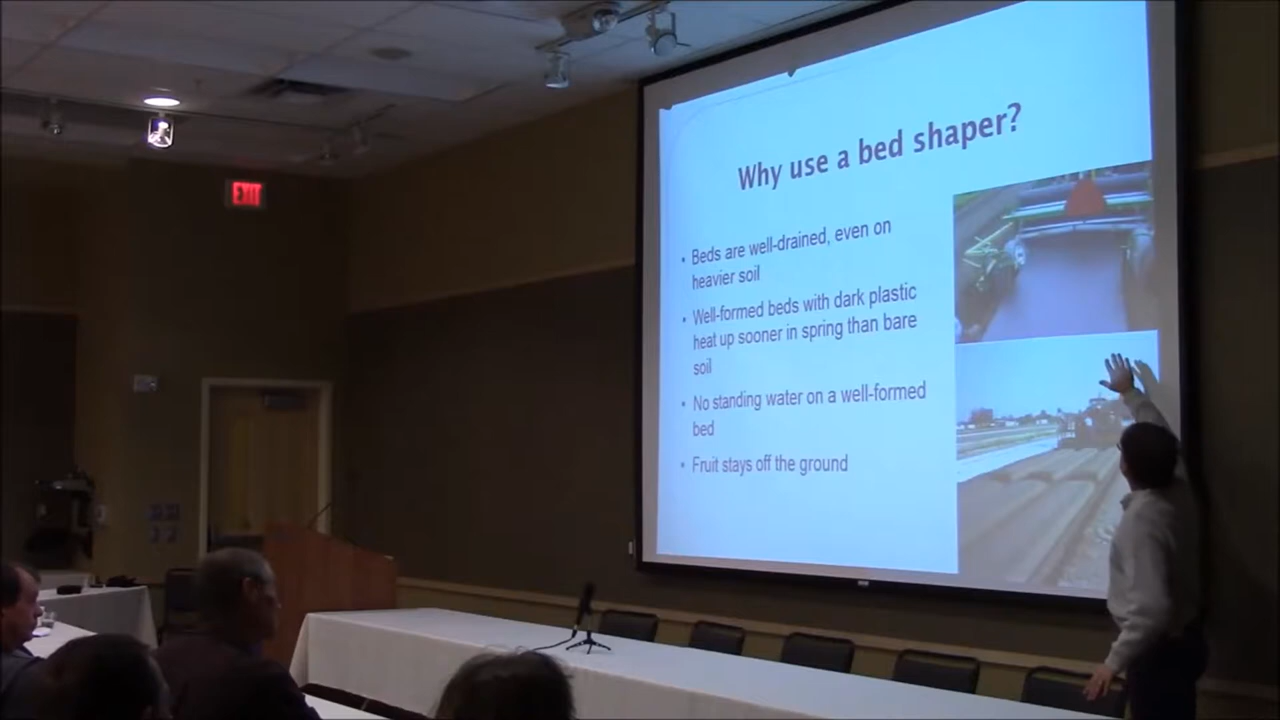 Why use a bed shaper?
• Beds are well-drained, even on
heavier soil
• Well-formed beds with dark plastic
heat up sooner in spring than bare
soil
• No standing water on a well-formed
bed
• Fruit stays off the ground
EXIT